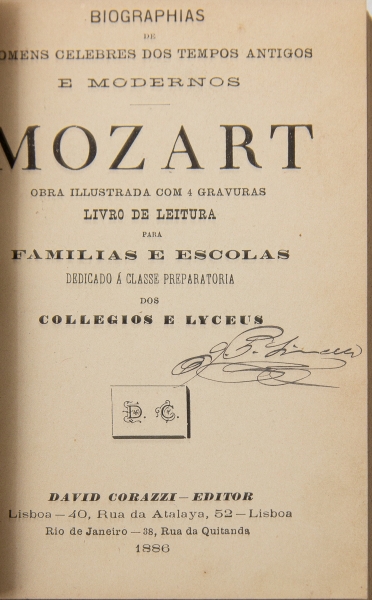 BIOGRAPHIAS
DE
OMENS CELEBRES DOS TEMPOS ANTIGOS
E MODERNOS
MOZART
OBRA ILLUSTRADA COM 4 GRAVURAS
LIVRO DE LEITURA
PARA
FAMILIAS E ESCOLAS
DEDICADO Á CLASSE PREPARATORIA
DOS
COLLEGIOS E LYCEUS
D. C.
DAVID CORAZZI—EDITOR
Lisboa—40, Rua da Atalaya, 52—Lisboa
Rio de Janeiro—38, Rua da Quitanda
1886